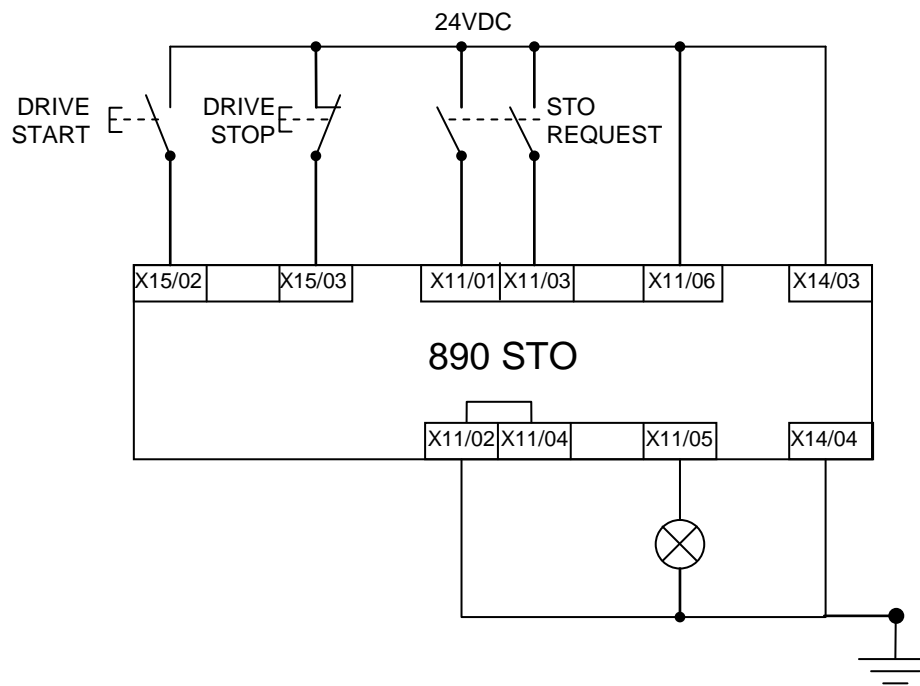 24VDC
DRIVE
START
DRIVE
STOP
STO
REQUEST
X15/02
X15/03
X11/01
X11/03
X11/06
X14/03
890 STO
X11/02
X11/04
X11/05
X14/04